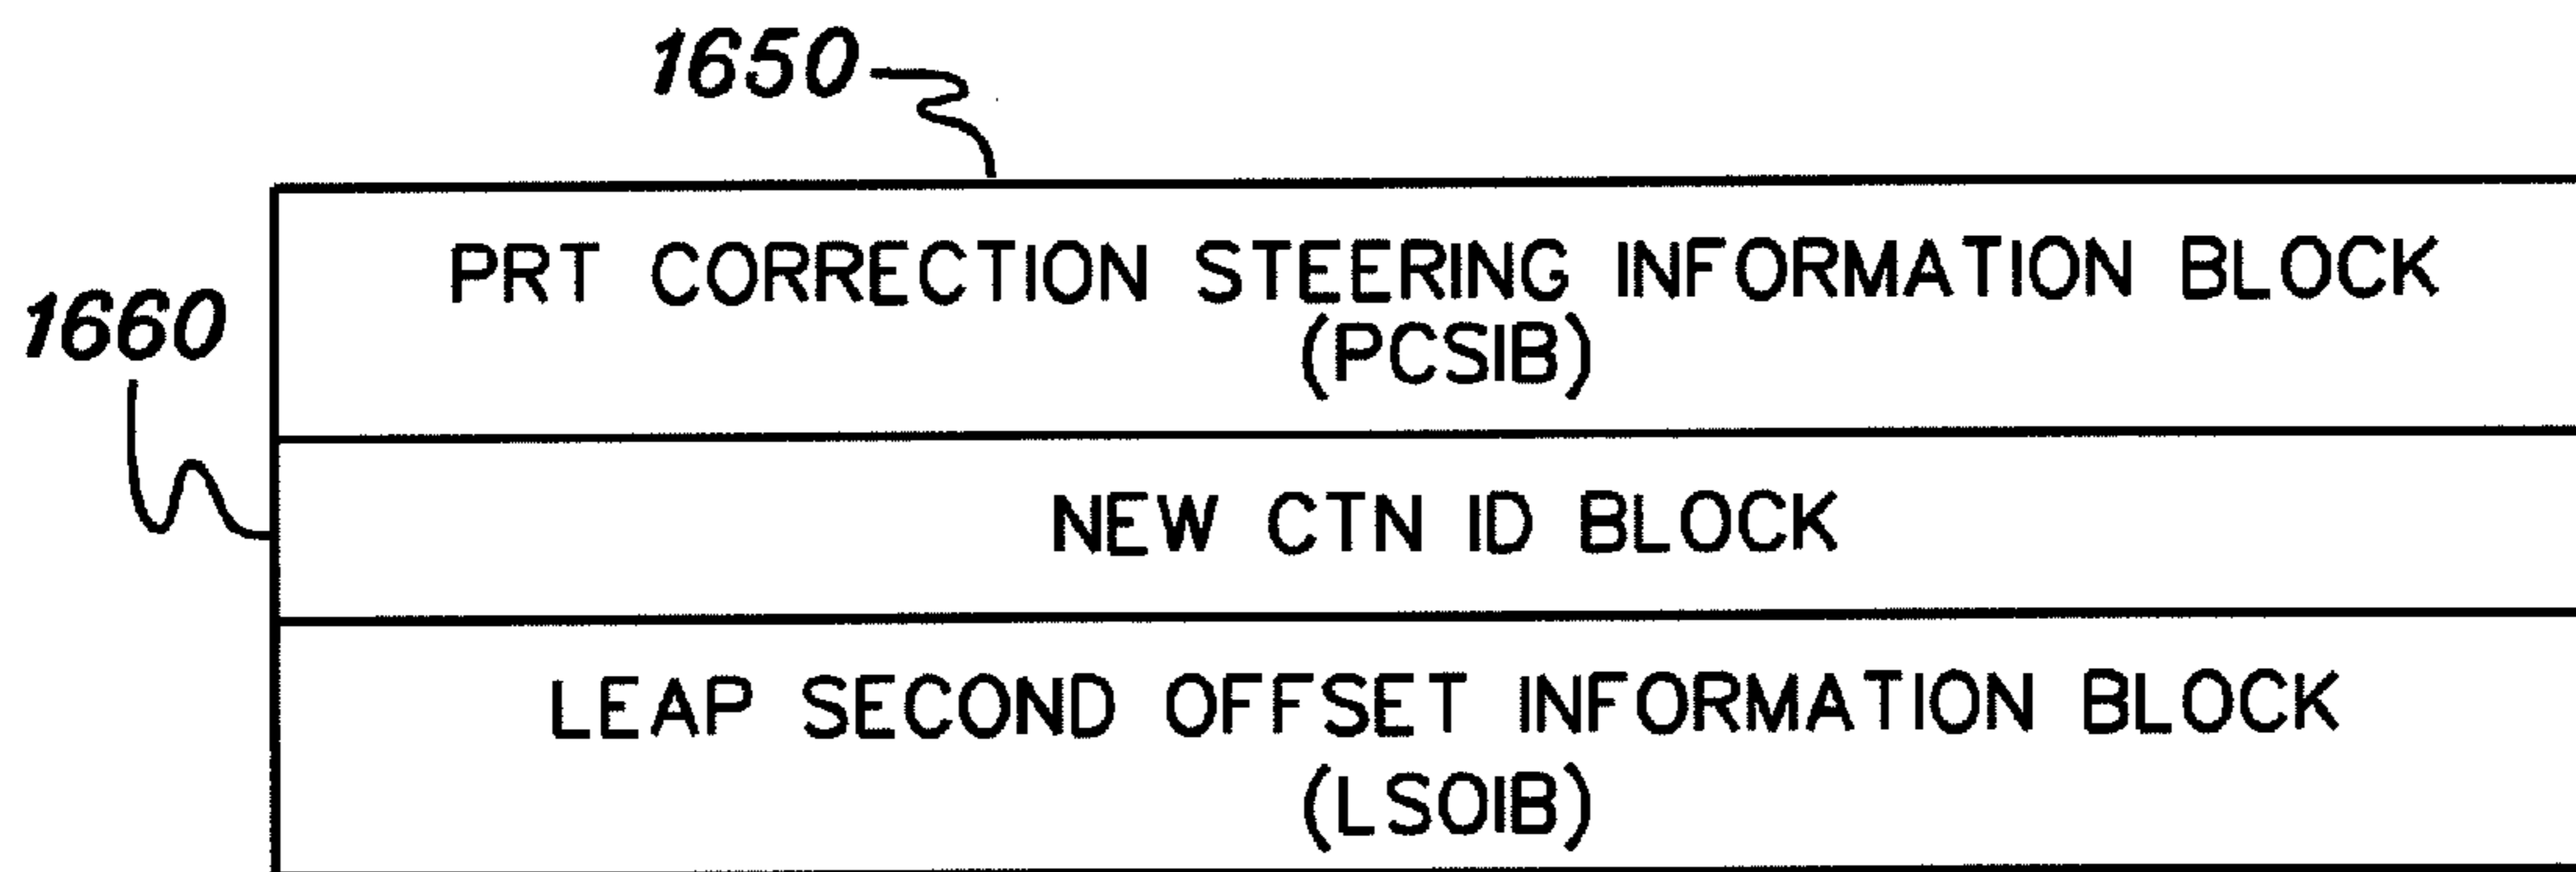 1650
PRT CORRECTION STEERING INFORMATION BLOCK
(PCSIB)
1660
NEW CTN ID BLOCK
LEAP SECOND OFFSET INFORMATION BLOCK
(LSOIB)